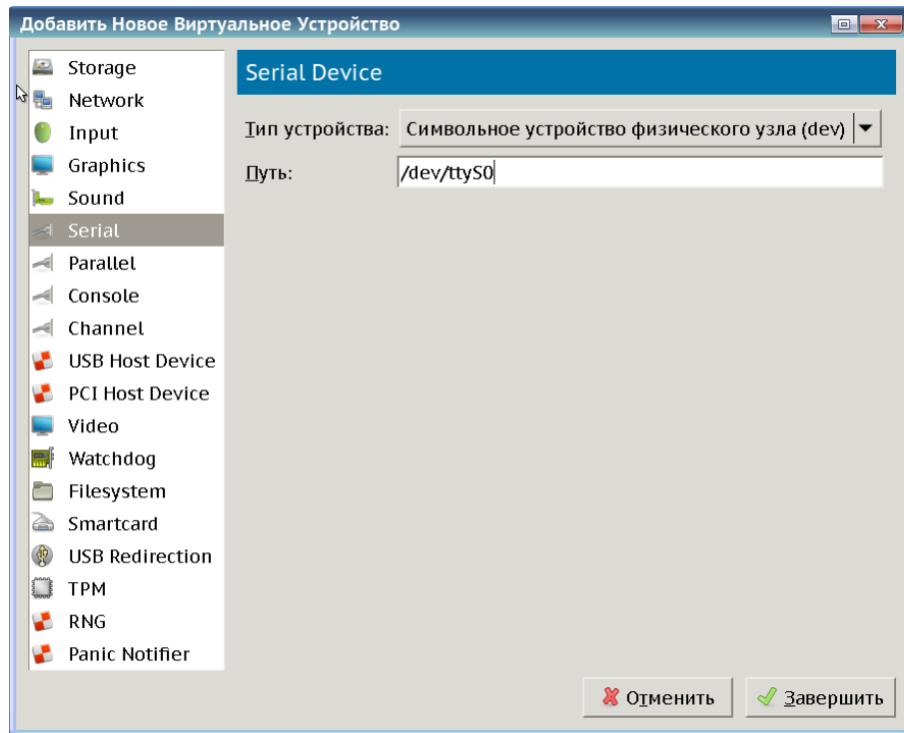 Добавить Новое Виртуальное Устройство
Storage
Network
Input
Graphics
Sound
Serial
Parallel
Console
Channel
USB Host Device
PCI Host Device
Video
Watchdog
Filesystem
Smartcard
USB Redirection
TPM
RNG
Panic Notifier
Serial Device
Тип устройства: Символьное устройство физического узла (dev)
Путь: /dev/ttyS0
Отменить Завершить